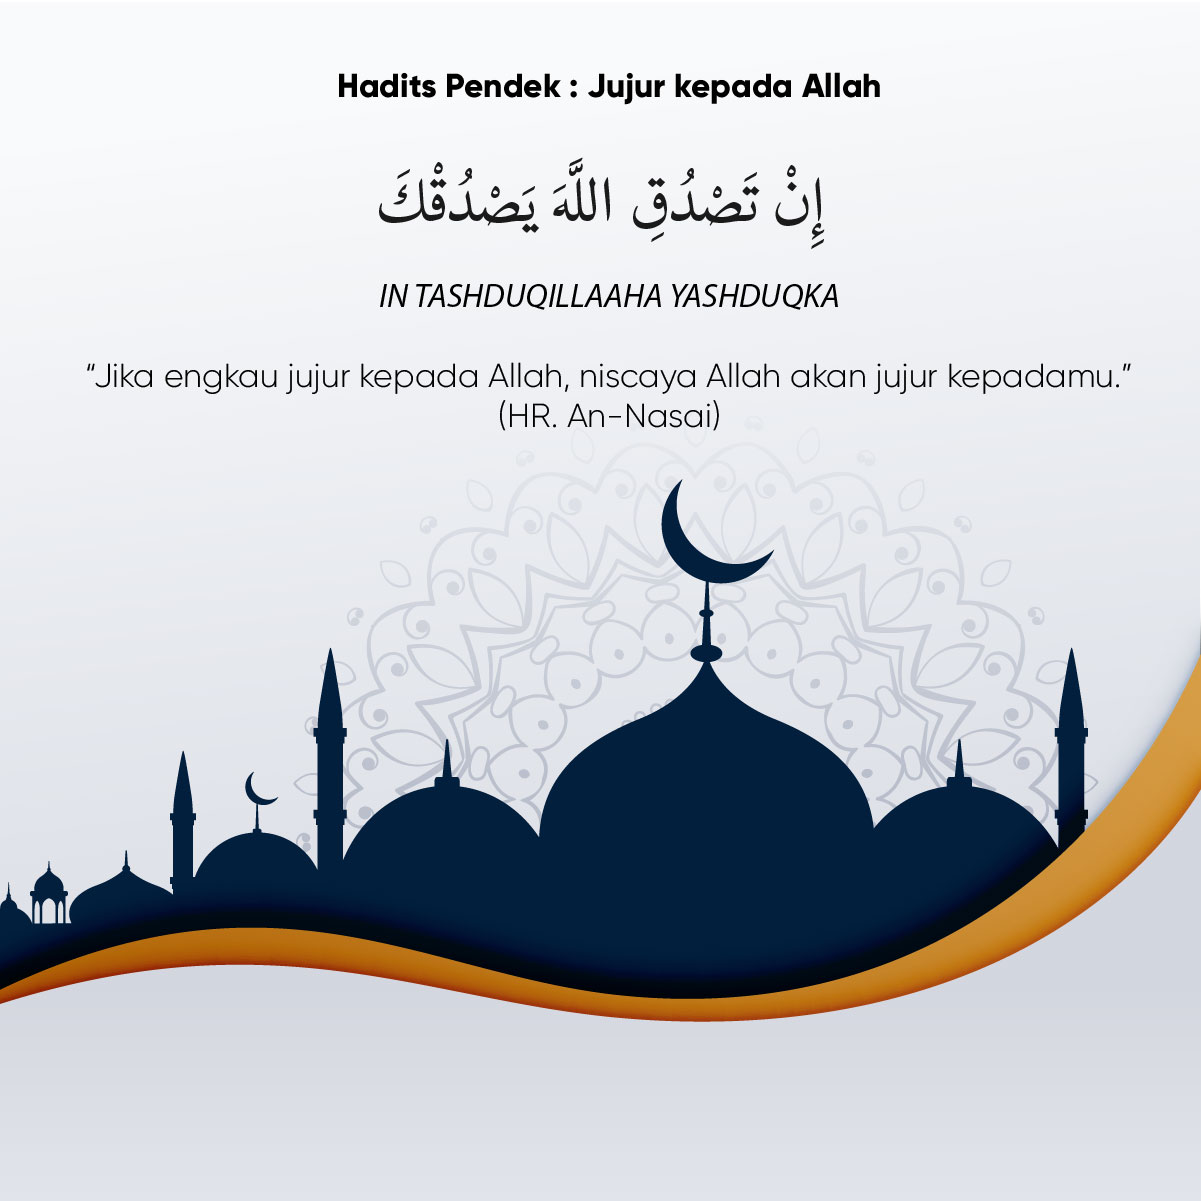 Hadits Pendek : Jujur kepada Allah
إِنْ تَصْدُقِ اللَّهَ يَصْدُقْكَ
IN TASHDUQILLAAHA YASHDUQKA
“Jika engkau jujur kepada Allah, niscaya Allah akan jujur kepadamu.”
(HR. An-Nasai)